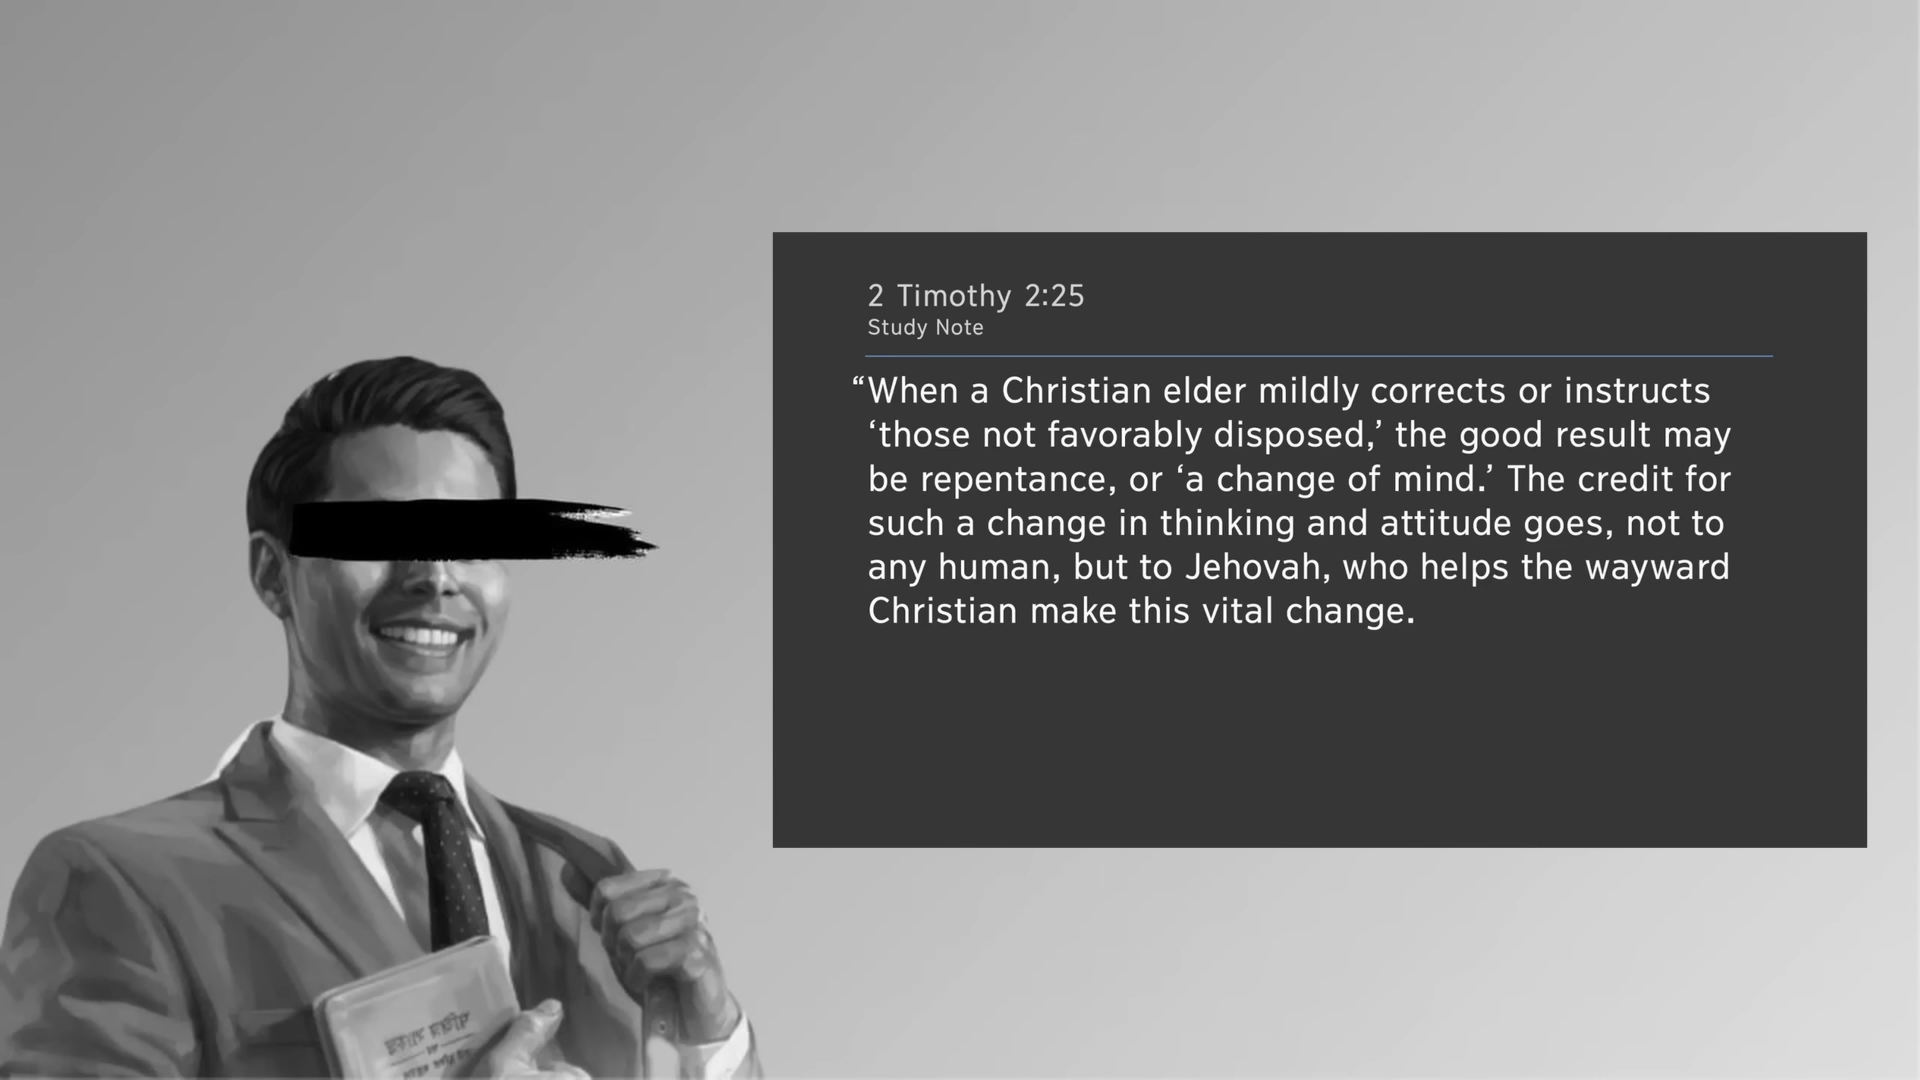 2 Timothy 2:25
Study Note
“When a Christian elder mildly corrects or instructs
‘those not favorably disposed,’ the good result may
be repentance, or ‘a change of mind.’ The credit for
such a change in thinking and attitude goes, not to
any human, but to Jehovah, who helps the wayward
Christian make this vital change.